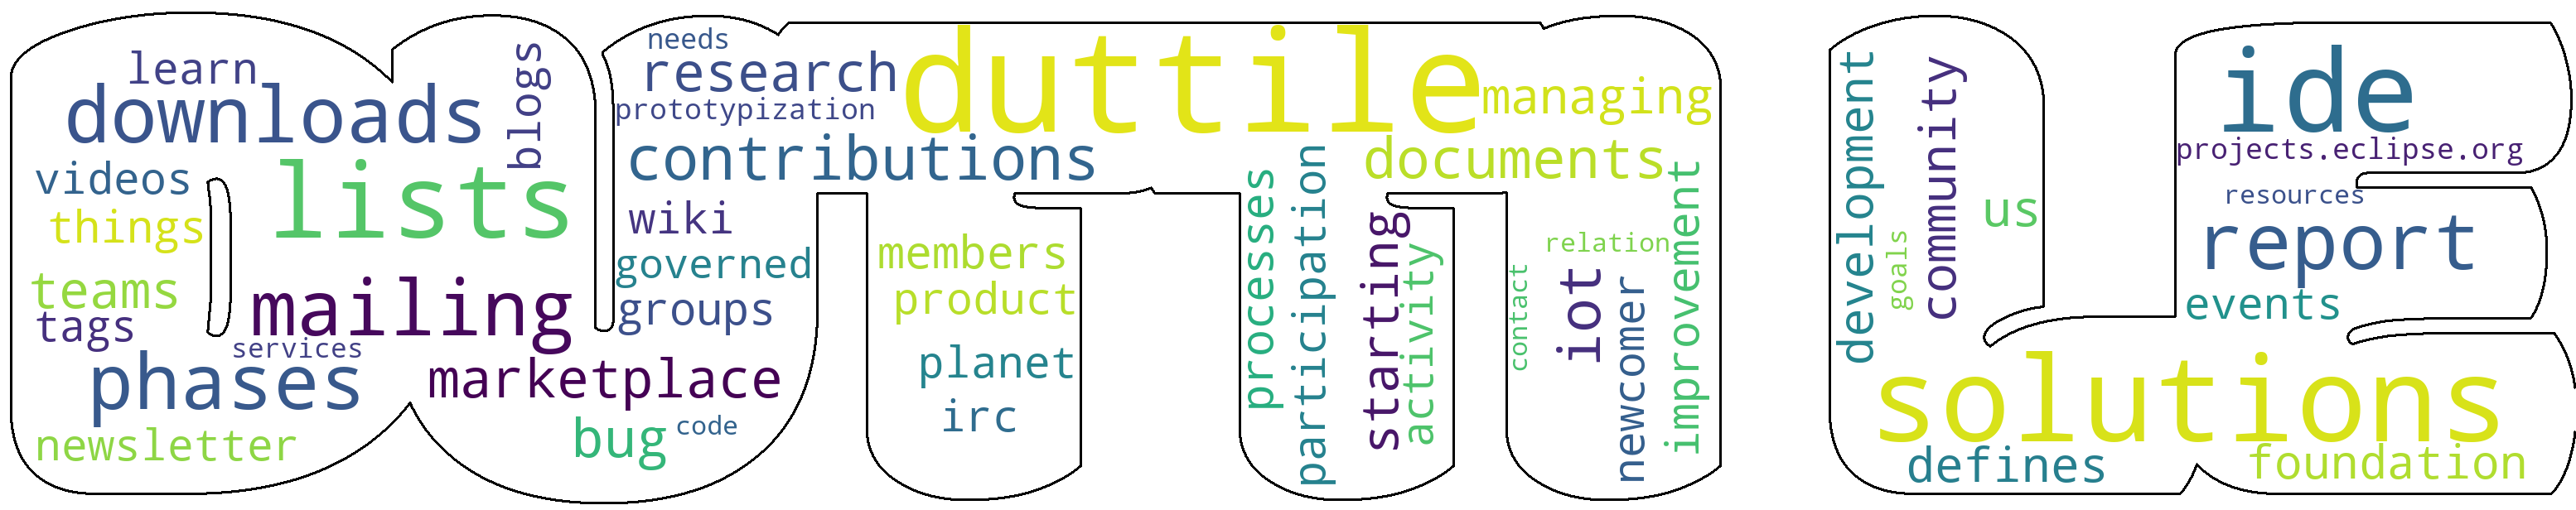 learn
downloads
blogs
videos
lists
things
teams
mailing
tags
services
phases
marketplace
newsletter
bug
code
needs
research
prototypization
contributions
wiki
governed
groups
duttile
managing
documents
members
product
planet
irc
processes
participation
starting
activity
contact
relation
iot
newcomer
improvement
development
goals
community
us
ide
projects.eclipse.org
resources
report
events
solutions
defines
foundation